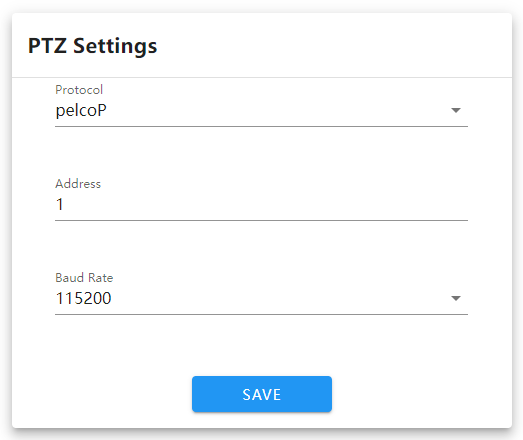 PTZ Settings
Protocol
pelcoP
Address
1
Baud Rate
115200
SAVE